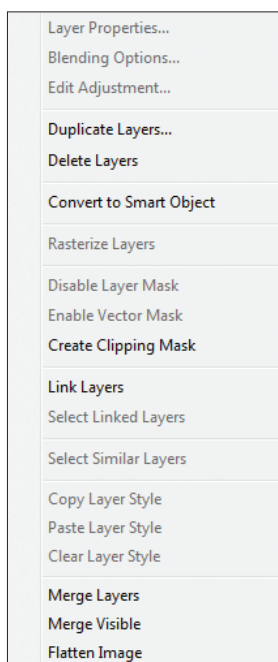 Layer Properties...
Blending Options...
Edit Adjustment...
Duplicate Layers...
Delete Layers
Convert to Smart Object
Rasterize Layers
Disable Layer Mask
Enable Vector Mask
Create Clipping Mask
Link Layers
Select Linked Layers
Select Similar Layers
Copy Layer Style
Paste Layer Style
Clear Layer Style
Merge Layers
Merge Visible
Flatten Image